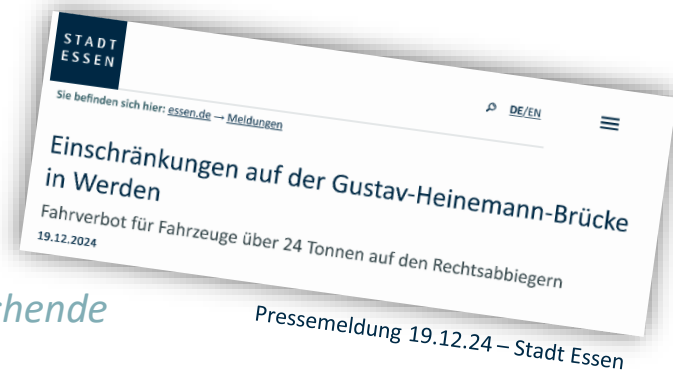 STADT
ESSEN
DE/EN
Sie befinden sich hier: essen.de → Meldungen
Einschränkungen auf der Gustav-Heinemann-Brücke
in Werden
Fahrverbot für Fahrzeuge über 24 Tonnen auf den Rechtsabbiegern
19.12.2024
Pressemeldung 19.12.24 – Stadt Essen